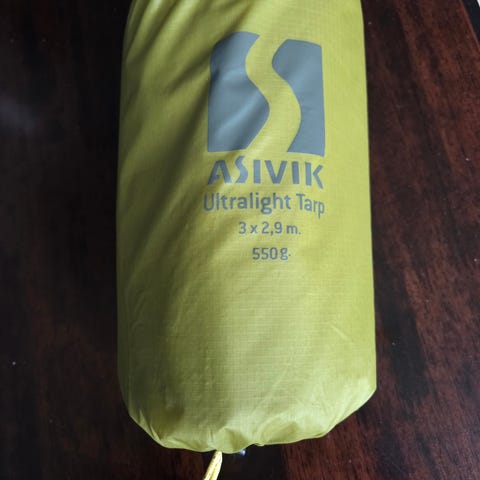 ASIVIK
Ultralight Tarp
3 x 2,9 m.
550g.